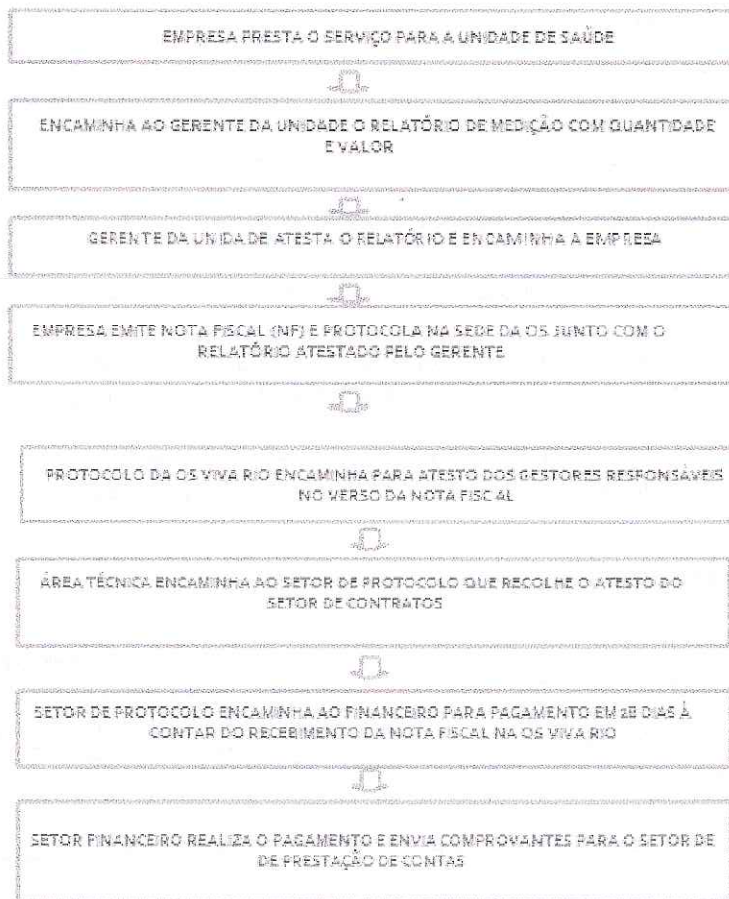 EMPRESA PRESTA O SERVIÇO PARA A UNIDADE DE SAÚDE
ENCAMINHA AO GERENTE DA UNIDADE O RELATÓRIO DE MEDIÇÃO COM QUANTIDADE
E VALOR
GERENTE DA UNIDADE ATESTA O RELATÓRIO E ENCAMINHA A EMPRESA
EMPRESA EMITE NOTA FISCAL (NF) E PROTOCOLA NA SEDE DA OS JUNTO COM O
RELATÓRIO ATESTADO PELO GERENTE
PROTOCOLO DA OS VIVA RIO ENCAMINHA PARA ATESTO DOS GESTORES RESPONSÁVEIS
NO VERSO DA NOTA FISCAL
ÁREA TÉCNICA ENCAMINHA AO SETOR DE PROTOCOLO QUE RECOLHE O ATESTO DO
SETOR DE CONTRATOS
SETOR DE PROTOCOLO ENCAMINHA AO FINANCEIRO PARA PAGAMENTO EM 28 DIAS À
CONTAR DO RECEBIMENTO DA NOTA FISCAL NA OS VIVA RIO
SETOR FINANCEIRO REALIZA O PAGAMENTO E ENVIA COMPROVANTES PARA O SETOR DE
DE PRESTAÇÃO DE CONTAS